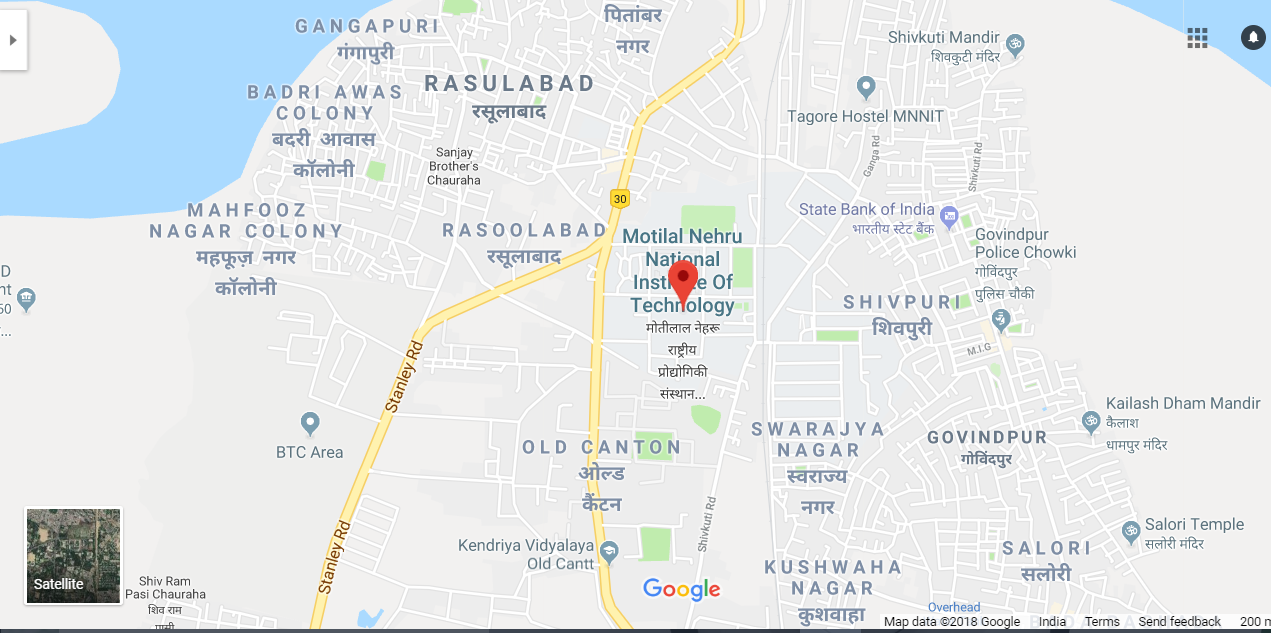 GANGAPURI
गंगापुरी
पितांबर
नगर
Shivkuti Mandir
शिवकुटी मंदिर
RASULABAD
रसूलाबाद
BADRI AWAS
COLONY
बदरी आवास
कॉलोनी
Tagore Hostel MNNIT
Ganga Rd
Shivkuti Rd
Sanjay
Brother's
Chauraha
30
MAHFOOZ
NAGAR COLONY
महफूज़ नगर
कॉलोनी
RASOOLABAD
रसूलाबाद
Motilal Nehru
National
Institute Of
Technology
मोतीलाल नेहरू
राष्ट्रीय
प्रोद्योगिकी
संस्थान...
State Bank of India
भारतीय स्टेट बैंक
Govindpur
Police Chowki
गोविंदपुर
पुलिस चौकी
D
nt
50
...
SHIVPURI
शिवपुरी
M.I.G
Stanley Rd
Kailash Dham Mandir
कैलाश
धामपुर मंदिर
BTC Area
OLD CANTON
ओल्ड
कैंटन
SWARAJYA
NAGAR
स्वराज्य
नगर
GOVINDPUR
गोविंदपुर
Shivkuti Rd
Stanley Rd
Salori Temple
सलोरी मंदिर
Kendriya Vidyalaya
Old Cantt
SALORI
सलोरी
KUSHWAHA
NAGAR
कुशवाहा
Satellite
Shiv Ram
Pasi Chauraha
शिव राम
पासी
Google
Overhead
Map data ©2018 Google India Terms Send feedback 200 m